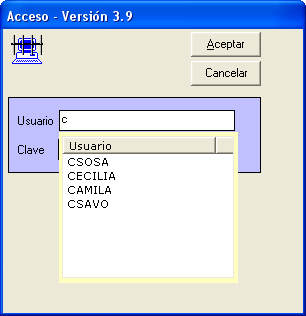 Acceso - Versión 3.9
Aceptar
Cancelar
Usuario c
Clave
Usuario
CSOSA
CECILIA
CAMILA
CSAVO